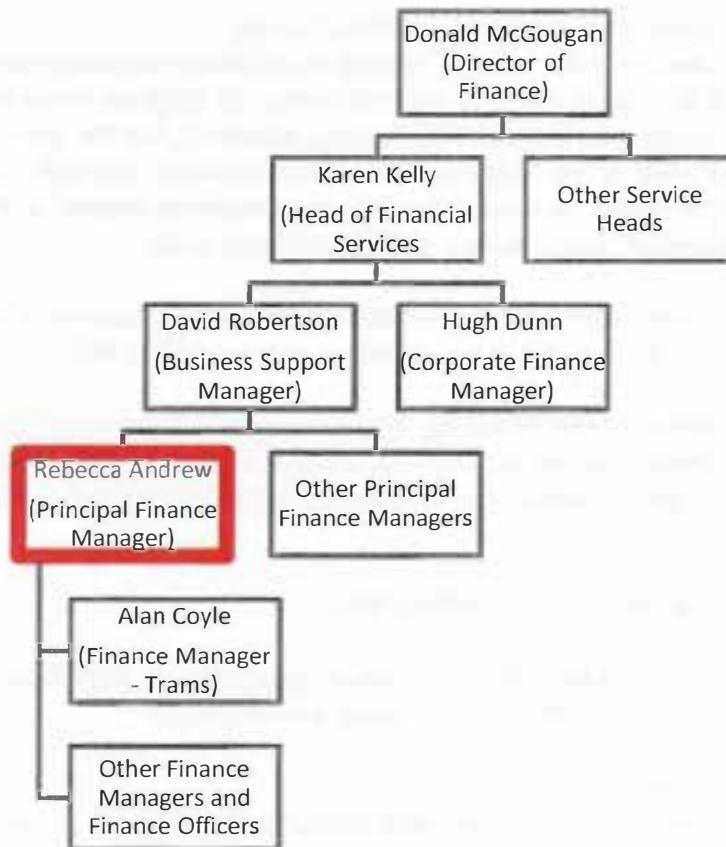 Donald McGougan
(Director of
Finance)
Karen Kelly
(Head of Financial
Services
Other Service
Heads
David Robertson
(Business Support
Manager)
Hugh Dunn
(Corporate Finance
Manager)
Rebecca Andrew
(Principal Finance
Manager)
Other Principal
Finance Managers
Alan Coyle
(Finance Manager
- Trams)
Other Finance
Managers and
Finance Officers